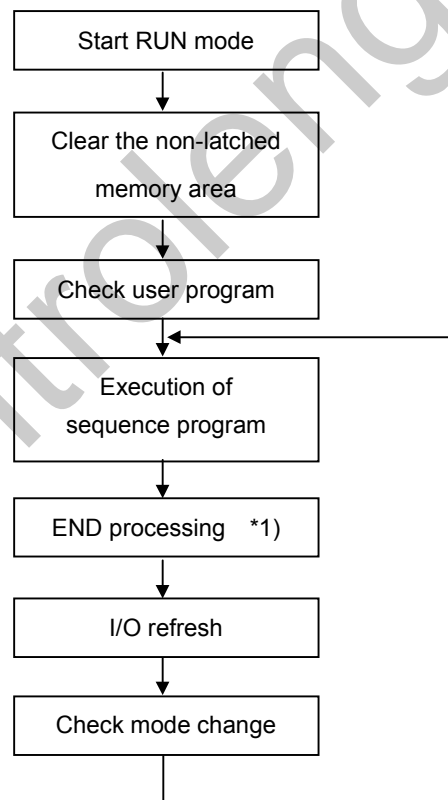 Start RUN mode
Clear the non-latched
memory area
Check user program
Execution of
sequence program
END processing *1)
I/O refresh
Check mode change